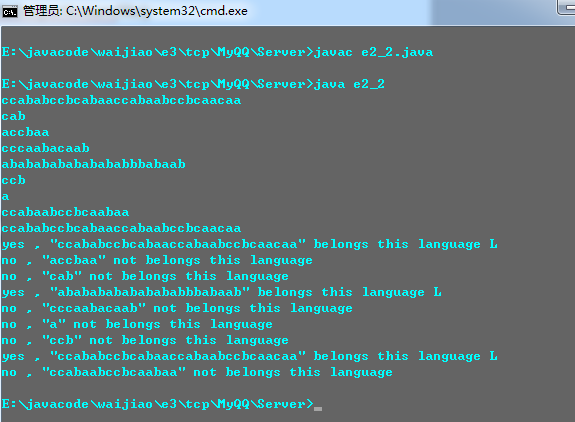 管理员: C:\Windows\system32\cmd.exe
E:\javacode\waijiao\e3\tcp\MyQQ\Server>javac e2_2.java
E:\javacode\waijiao\e3\tcp\MyQQ\Server>java e2_2
ccababccbcabaaccabaabccbcaacaa
cab
accbaa
cccaabacaab
ababababababababbbabaab
ccb
a
ccabaabccbcaabaa
ccababccbcabaaccabaabccbcaacaa
yes , "ccababccbcabaaccabaabccbcaacaa" belongs this language L
no , "accbaa" not belongs this language
no , "cab" not belongs this language
yes , "ababababababababbbabaab" belongs this language L
no , "cccaabacaab" not belongs this language
no , "a" not belongs this language
no , "ccb" not belongs this language
yes , "ccababccbcabaaccabaabccbcaacaa" belongs this language L
no , "ccabaabccbcaabaa" not belongs this language
E:\javacode\waijiao\e3\tcp\MyQQ\Server>